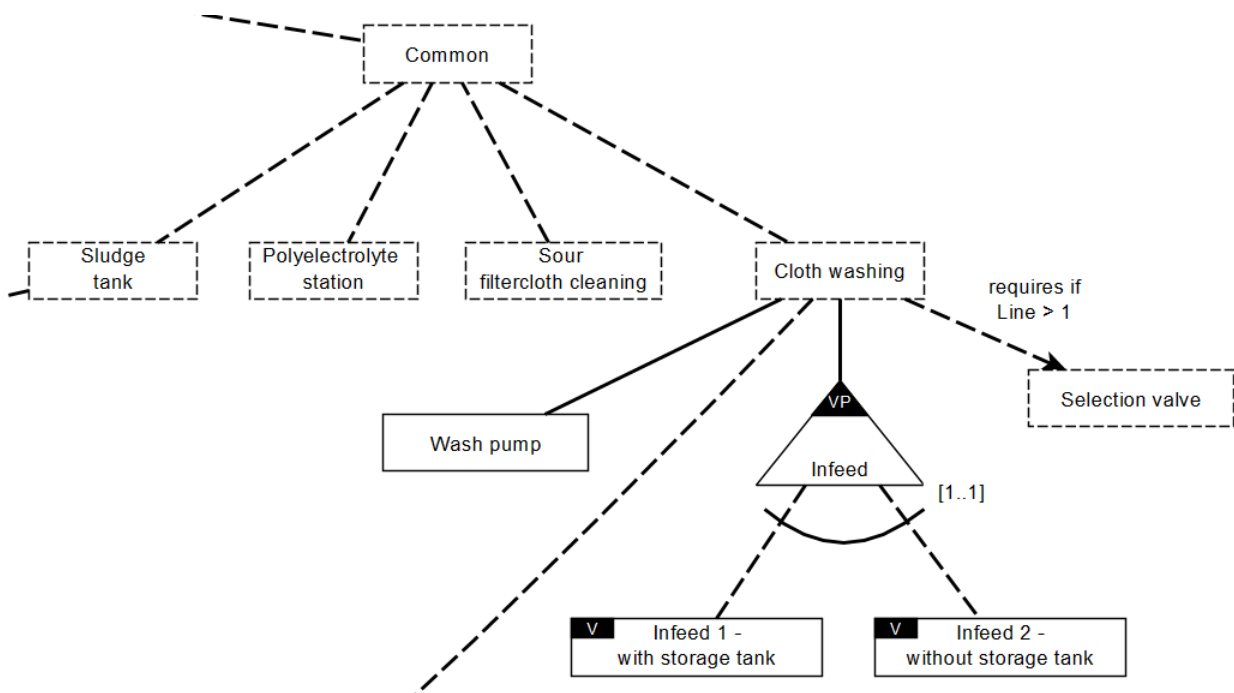 Common
Sludge
tank
Polyelectrolyte
station
Sour
filtercloth cleaning
Cloth washing
requires if
Line > 1
Selection valve
Wash pump
VP
Infeed
[1..1]
V
Infeed 1 -
with storage tank
V
Infeed 2 -
without storage tank